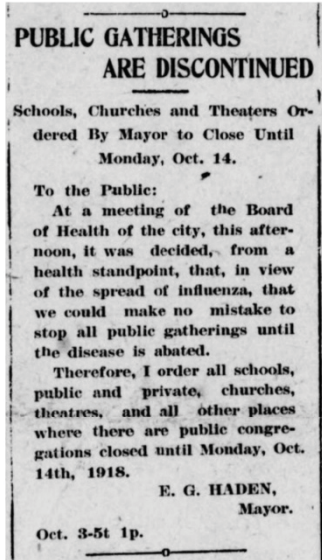 PUBLIC GATHERINGS
ARE DISCONTINUED
Schools, Churches and Theaters Or-
dered By Mayor to Close Until
Monday, Oct. 14.
To the Public:
At a meeting of the Board
of Health of the city, this after-
noon, it was decided, from a
health standpoint, that, in view
of the spread of influenza, that
we could make no mistake to
stop all public gatherings until
the disease is abated.
Therefore, I order all schools,
public and private, churches,
theatres, and all other places
where there are public congre-
gations closed until Monday, Oct.
14th, 1918.
E. G. HADEN,
Mayor.
Oct. 3-5t 1p.